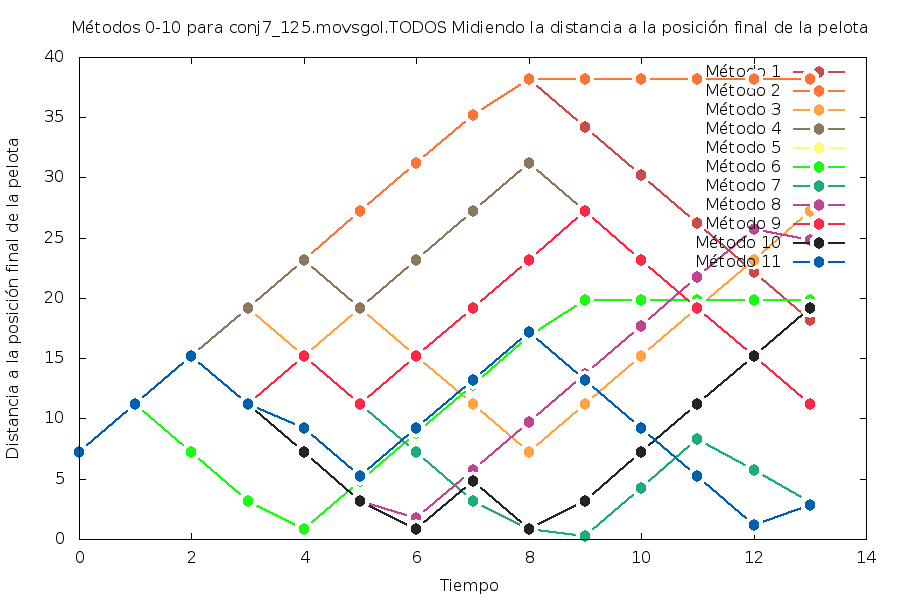 Métodos 0-10 para conj7_125.movsgol.TODOS Midiendo la distancia a la posición final de la pelota
Distancia a la posición final de la pelota
40
35
30
25
20
15
10
5
0
0
2
4
6
8
10
12
14
Tiempo
Método 1
Método 2
Método 3
Método 4
Método 5
Método 6
Método 7
Método 8
Método 9
Método 10
Método 11